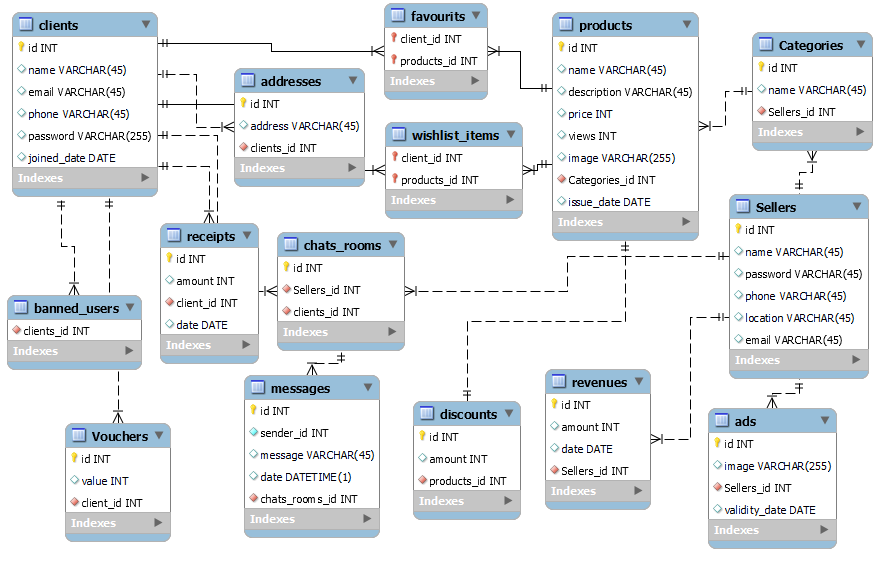 clients
id INT
name VARCHAR(45)
email VARCHAR(45)
phone VARCHAR(45)
password VARCHAR(255)
joined_date DATE
Indexes
favourits
client_id INT
products_id INT
Indexes
products
id INT
name VARCHAR(45)
description VARCHAR(45)
price INT
views INT
image VARCHAR(255)
Categories_id INT
issue_date DATE
Indexes
Categories
id INT
name VARCHAR(45)
Sellers_id INT
Indexes
addresses
id INT
address VARCHAR(45)
clients_id INT
Indexes
wishlist_items
client_id INT
products_id INT
Indexes
Sellers
id INT
name VARCHAR(45)
password VARCHAR(45)
phone VARCHAR(45)
location VARCHAR(45)
email VARCHAR(45)
Indexes
receipts
id INT
amount INT
client_id INT
date DATE
Indexes
chats_rooms
id INT
Sellers_id INT
clients_id INT
Indexes
banned_users
clients_id INT
Indexes
messages
id INT
sender_id INT
message VARCHAR(45)
date DATETIME(1)
chats_rooms_id INT
Indexes
discounts
id INT
amount INT
products_id INT
Indexes
revenues
id INT
amount INT
date DATE
Sellers_id INT
Indexes
ads
id INT
image VARCHAR(255)
Sellers_id INT
validity_date DATE
Indexes
Vouchers
id INT
value INT
client_id INT
Indexes